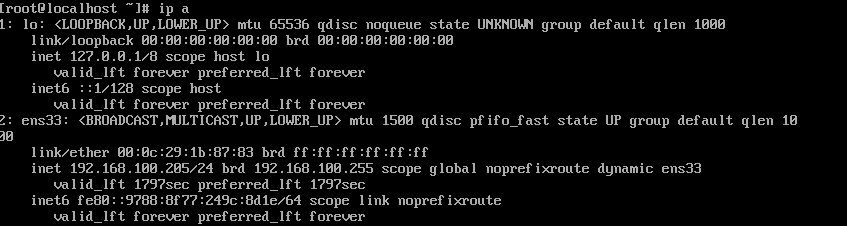 [root@localhost ~]# ip a
1: lo: <LOOPBACK,UP,LOWER_UP> mtu 65536 qdisc noqueue state UNKNOWN group default qlen 1000
    link/loopback 00:00:00:00:00:00 brd 00:00:00:00:00:00
    inet 127.0.0.1/8 scope host lo
       valid_lft forever preferred_lft forever
    inet6 ::1/128 scope host
       valid_lft forever preferred_lft forever
2: ens33: <BROADCAST,MULTICAST,UP,LOWER_UP> mtu 1500 qdisc pfifo_fast state UP group default qlen 10
00
    link/ether 00:0c:29:1b:87:83 brd ff:ff:ff:ff:ff:ff
    inet 192.168.100.205/24 brd 192.168.100.255 scope global noprefixroute dynamic ens33
       valid_lft 1797sec preferred_lft 1797sec
    inet6 fe80::9788:8f77:249c:8d1e/64 scope link noprefixroute
       valid_lft forever preferred_lft forever